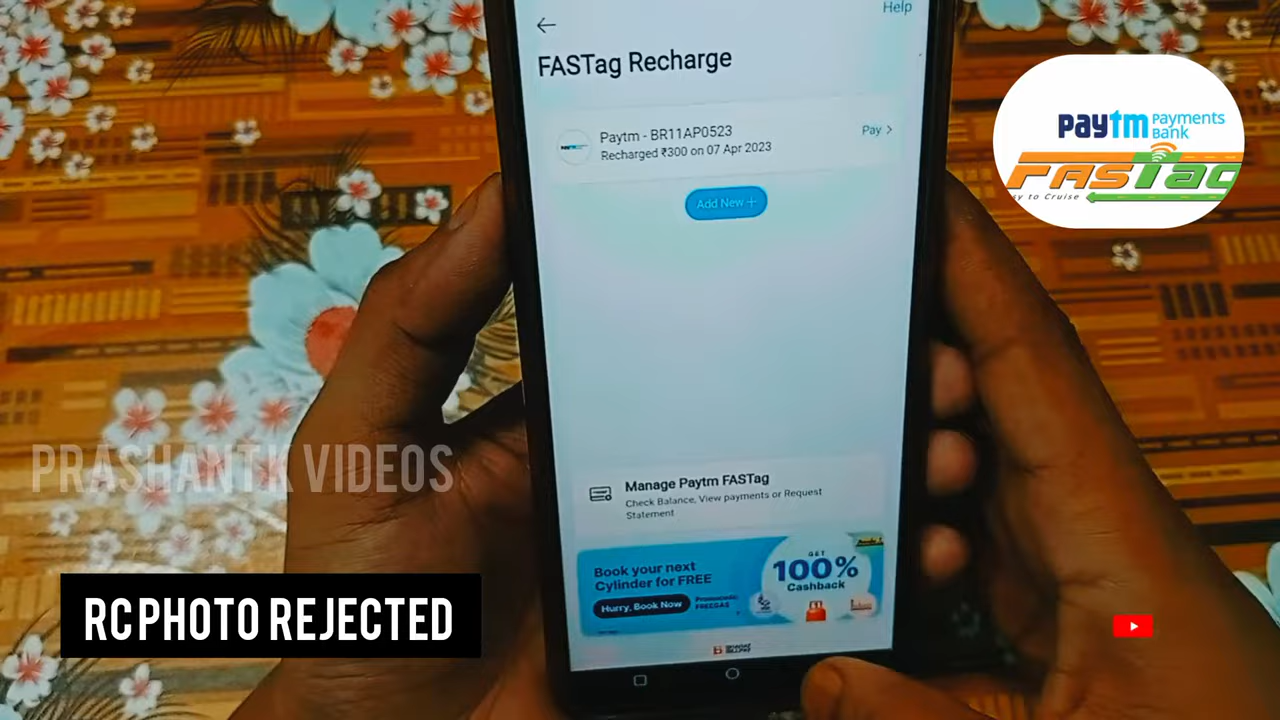 Help
FASTag Recharge
Paytm - BR11AP0523
Recharged ₹300 on 07 Apr 2023
Pay >
Add New +
Manage Paytm FASTag
Check Balance, View payments or Request
Statement
Book your next
Cylinder for FREE
Hurry, Book Now
GET
100%
Cashback
paytm Payments
Bank
FASTag
y to Cruise
PRASHANTK VIDEOS
RC PHOTO REJECTED